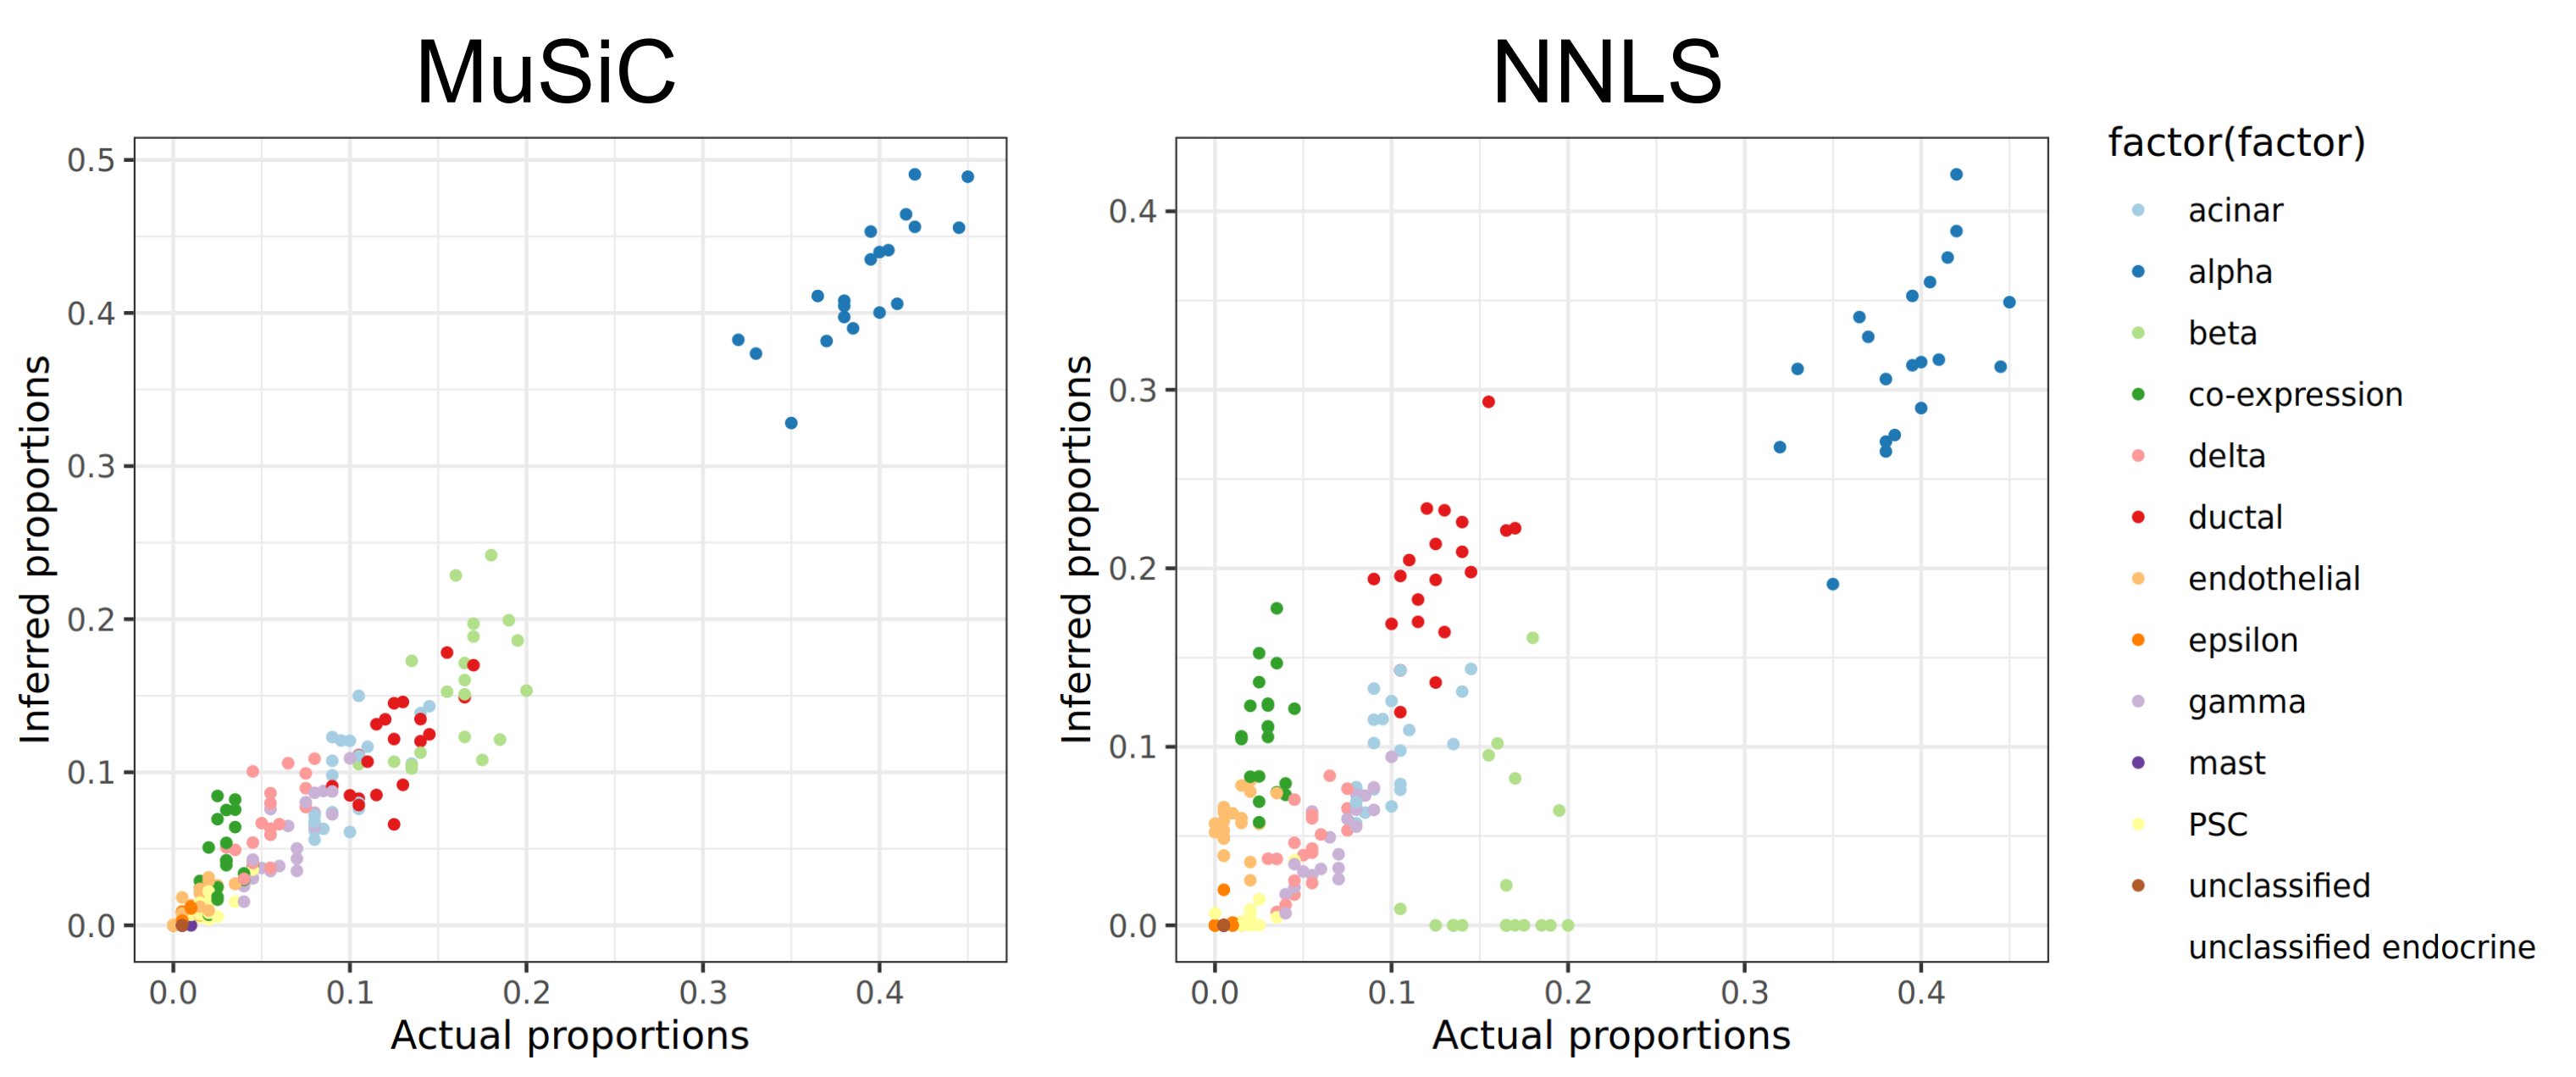 MuSiC
NNLS
Inferred proportions
0.5
0.4
0.3
0.2
0.1
0.0
0.0 0.1 0.2 0.3 0.4
Actual proportions
Inferred proportions
0.4
0.3
0.2
0.1
0.0
0.0 0.1 0.2 0.3 0.4
Actual proportions
factor(factor)
acinar
alpha
beta
co-expression
delta
ductal
endothelial
epsilon
gamma
mast
PSC
unclassified
unclassified endocrine